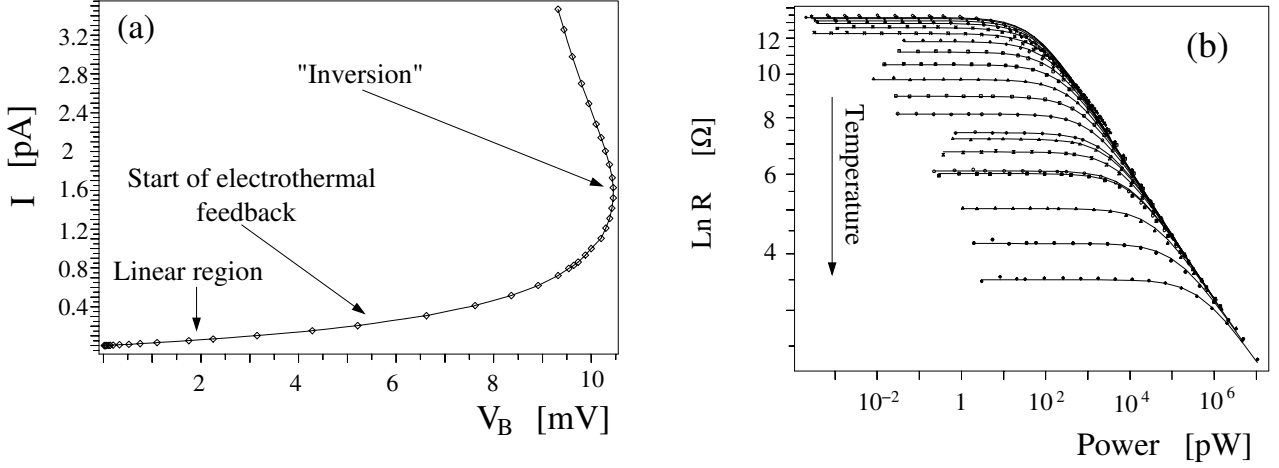 (a)
3.2
2.8
2.4
2
1.6
1.2
0.8
0.4
I [pA]
"Inversion"
Start of electrothermal
feedback
Linear region
2
4
6
8
10
V_B [mV]
(b)
12
10
8
6
4
Ln R [Ω]
Temperature
10^-2
1
10^2
10^4
10^6
Power [pW]